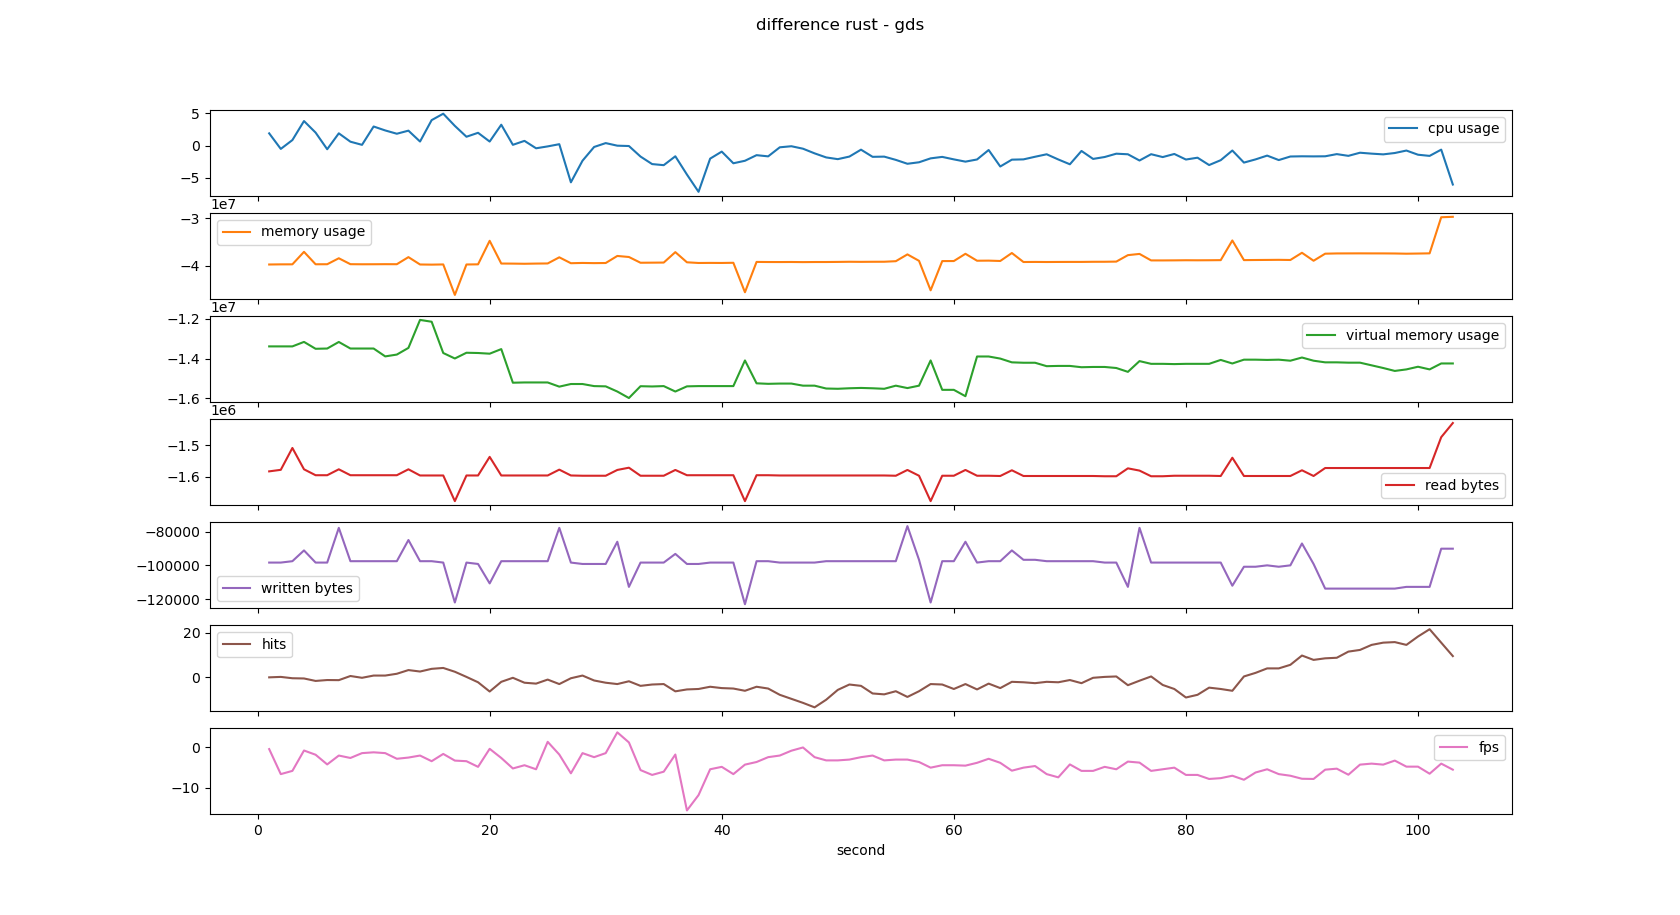 difference rust - gds
5
0
−5
cpu usage
1e7
−3
−4
memory usage
1e7
−1.2
−1.4
−1.6
virtual memory usage
1e6
−1.5
−1.6
read bytes
−80000
−100000
−120000
written bytes
20
0
hits
0
−10
fps
0 20 40 60 80 100
second